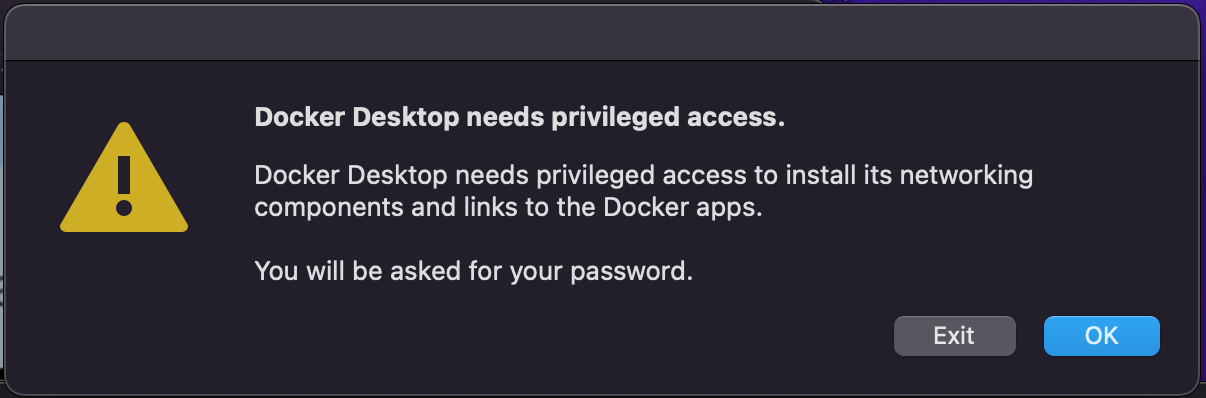 Docker Desktop needs privileged access.
Docker Desktop needs privileged access to install its networking
components and links to the Docker apps.
You will be asked for your password.
Exit
OK